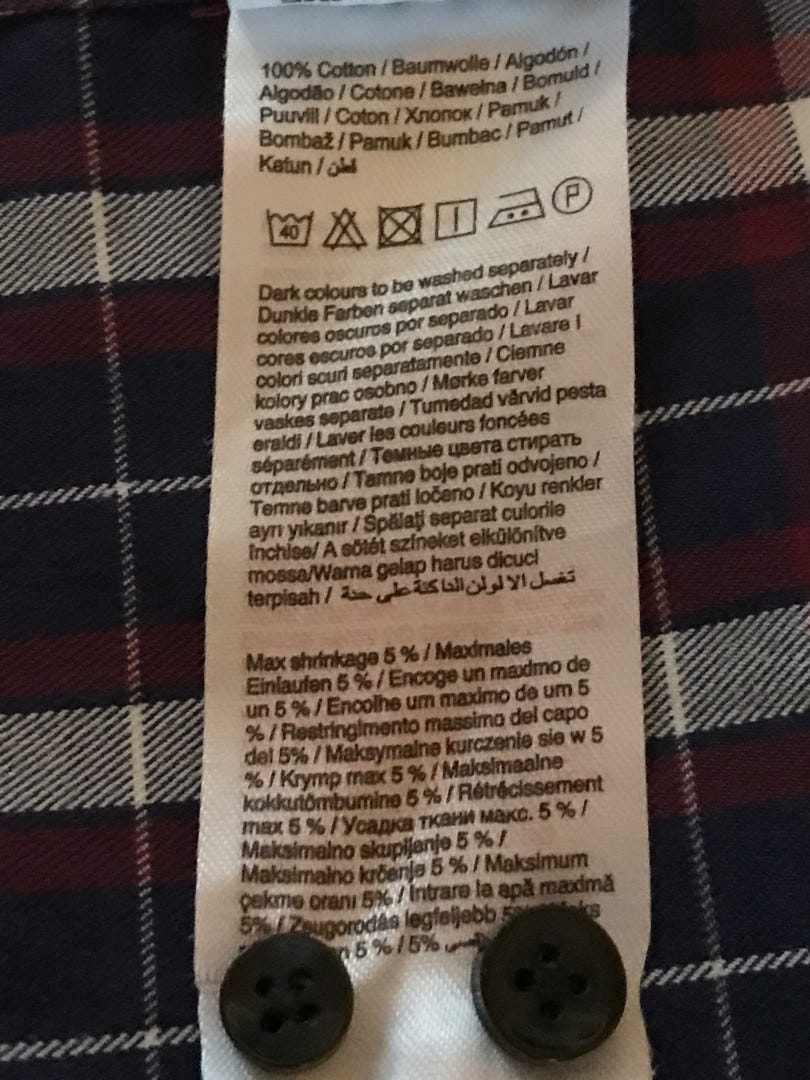 100% Cotton / Baumwolle / Algodón /
Algodão / Cotone / Bawełna / Bomuld /
Puuvill / Coton / Хлопок / Pamuk /
Bombaž / Pamuk / Bumbac / Pamut /
Katun / قطن
40 P
Dark colours to be washed separately /
Dunkle Farben separat waschen / Lavar
colores oscuros por separado / Lavar
cores escuros por separado / Lavare I
colori scuri separatamente / Ciemne
kolory prac osobno / Mørke farver
vaskes separate / Tumedad värvid pesta
eraldi / Laver les couleurs foncées
séparément / Темные цвета стирать
отдельно / Tamne boje prati odvojeno /
Temne barve prati ločeno / Koyu renkler
ayrı yıkanır / Spălaţi separat culorile
închise/ A sötét színeket elkülönítve
mossa/Warna gelap harus dicuci
terpisah / تغسل الا لولن الداكنة على حدة
Max shrinkage 5 % / Maximales
Einlaufen 5 % / Encoge un maximo de
un 5 % / Encolhe um maximo de um 5
% / Restringimento massimo del capo
del 5% / Maksymalne kurczenie sie w 5
% / Krymp max 5 % / Maksimaalne
kokkutõmbumine 5 % / Rétrécissement
max 5 % / Усадка ткани макс. 5 % /
Maksimalno skupljanje 5 % /
Maksimalno krčenje 5 % / Maksimum
çekme oranı 5% / Intrare la apă maximă
5% / Zsugorodás legfeljebb 5%
5 % / 5%